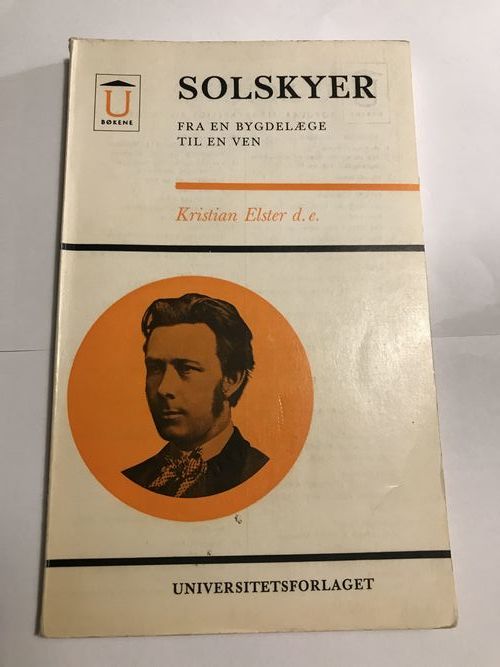 U
BØKENE
SOLSKYER
FRA EN BYGDELÆGE
TIL EN VEN
Kristian Elster d. e.
UNIVERSITETSFORLAGET